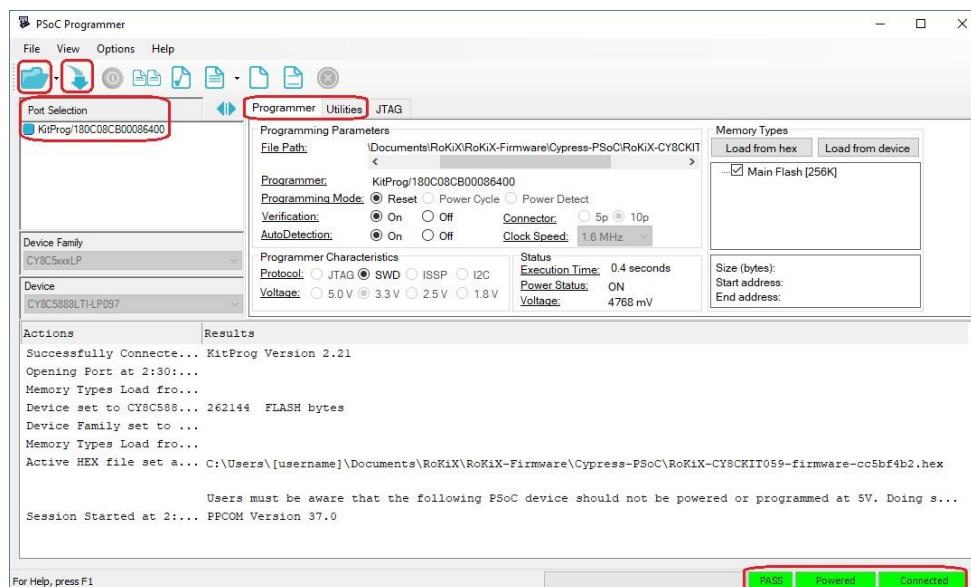 PSoC Programmer
File View Options Help
Port Selection
KitProg/180C08CB00086400
Device Family
CY8C5xxxLP
Device
CY8C5888LTI-LP097
Programmer Utilities JTAG
Programming Parameters
File Path: \Documents\RoKiX\RoKiX-Firmware\Cypress-PSoC\RoKiX-CY8CKIT
Programmer: KitProg/180C08CB00086400
Programming Mode: Reset Power Cycle Power Detect
Verification: On Off Connector: 5p 10p
AutoDetection: On Off Clock Speed: 1.6 MHz
Programmer Characteristics
Protocol: JTAG SWD ISSP I2C
Voltage: 5.0 V 3.3 V 2.5 V 1.8 V
Status
Execution Time: 0.4 seconds
Power Status: ON
Voltage: 4768 mV
Memory Types
Load from hex Load from device
Main Flash [256K]
Size (bytes):
Start address:
End address:
Actions Results
Successfully Connecte... KitProg Version 2.21
Opening Port at 2:30:...
Memory Types Load fro...
Device set to CY8C588... 262144 FLASH bytes
Device Family set to ...
Memory Types Load fro...
Active HEX file set a... C:\Users\[username]\Documents\RoKiX\RoKiX-Firmware\Cypress-PSoC\RoKiX-CY8CKIT059-firmware-cc5bf4b2.hex
Users must be aware that the following PSoC device should not be powered or programmed at 5V. Doing s...
Session Started at 2:... PPCOM Version 37.0
For Help, press F1
PASS Powered Connected